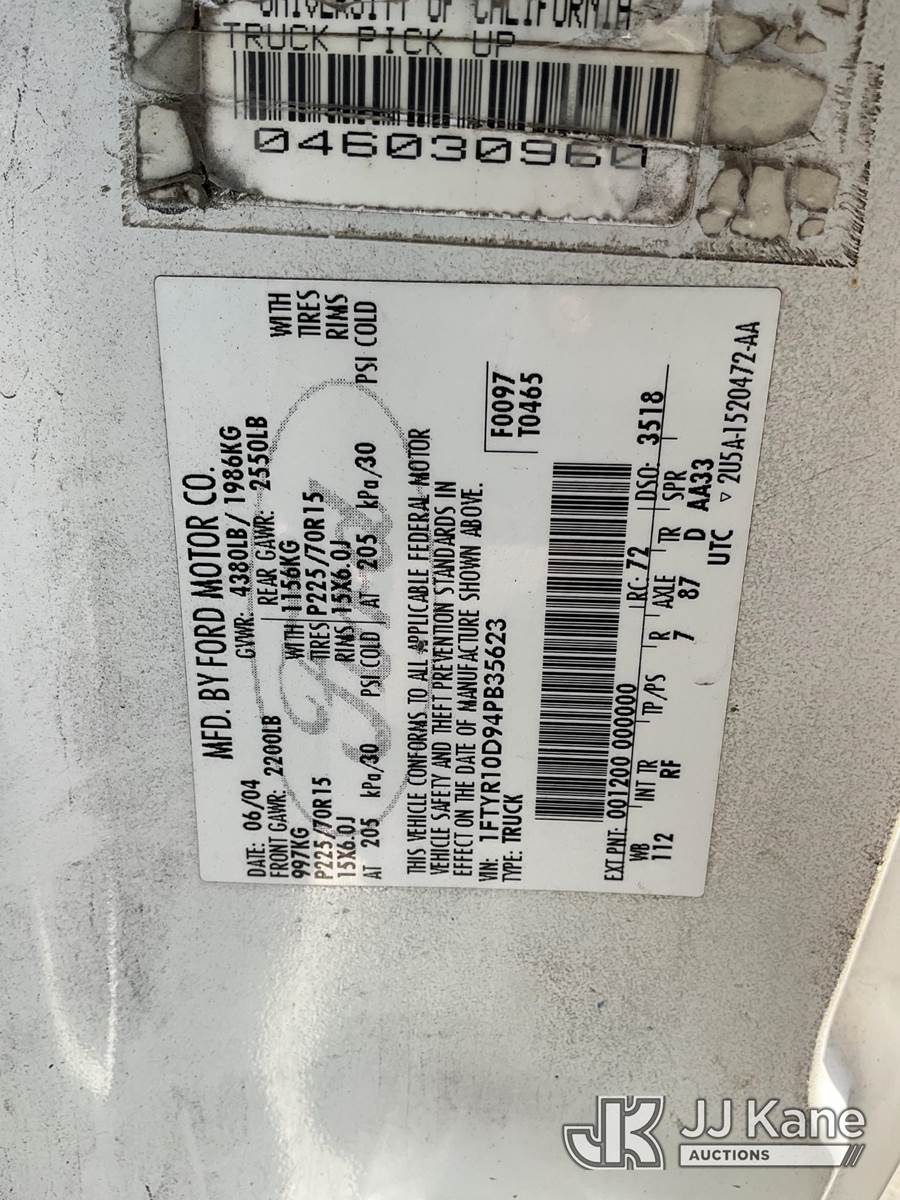 UNIVERSITY OF CALIFORNIA
TRUCK PICK UP
046030960
MFD. BY FORD MOTOR CO.
DATE: 06/04 GVWR: 4380LB/ 1986KG
FRONT GAWR: 2200LB REAR GAWR: 2550LB
997KG WITH 1156KG WITH
P225/70R15 TIRES P225/70R15 TIRES
15X6.0J RIMS 15X6.0J RIMS
AT 205 kPa/30 PSI COLD AT 205 kPa/30 PSI COLD
THIS VEHICLE CONFORMS TO ALL APPLICABLE FEDERAL MOTOR
VEHICLE SAFETY AND THEFT PREVENTION STANDARDS IN
EFFECT ON THE DATE OF MANUFACTURE SHOWN ABOVE.
VIN: 1FTYR10D94PB35623
TYPE: TRUCK
F0097
T0465
EXT PNT: 001200 000000 RC: 72 DSO: 3518
WB INT TR TP/PS R AXLE TR SPR
112 RF 7 87 D AA33
UTC ▽ 2U5A-1520472-AA
Ford
JJ Kane
AUCTIONS